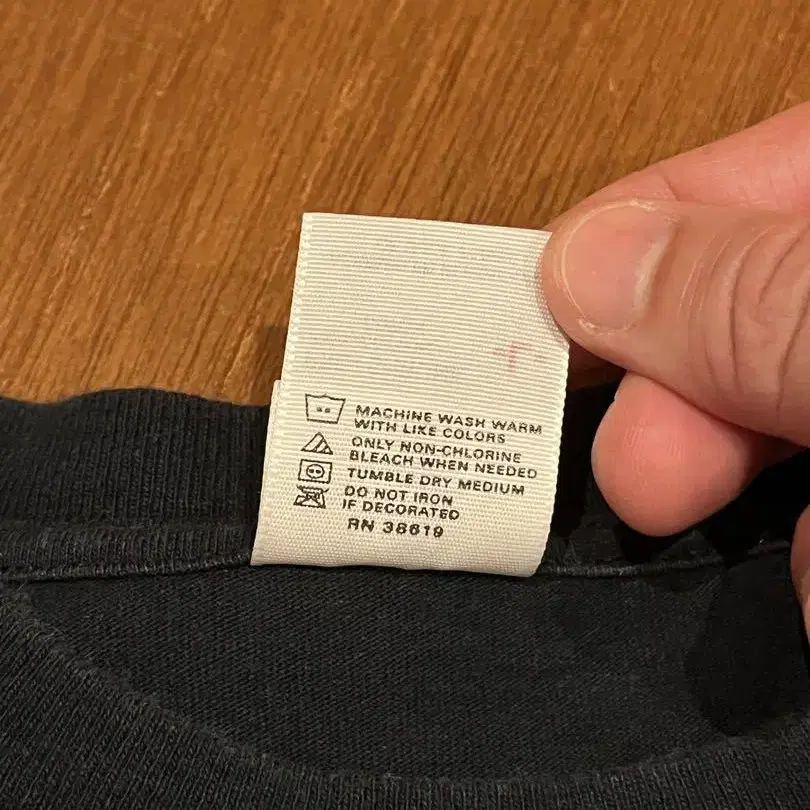 MACHINE WASH WARM
WITH LIKE COLORS
ONLY NON-CHLORINE
BLEACH WHEN NEEDED
TUMBLE DRY MEDIUM
DO NOT IRON
IF DECORATED
RN 38619